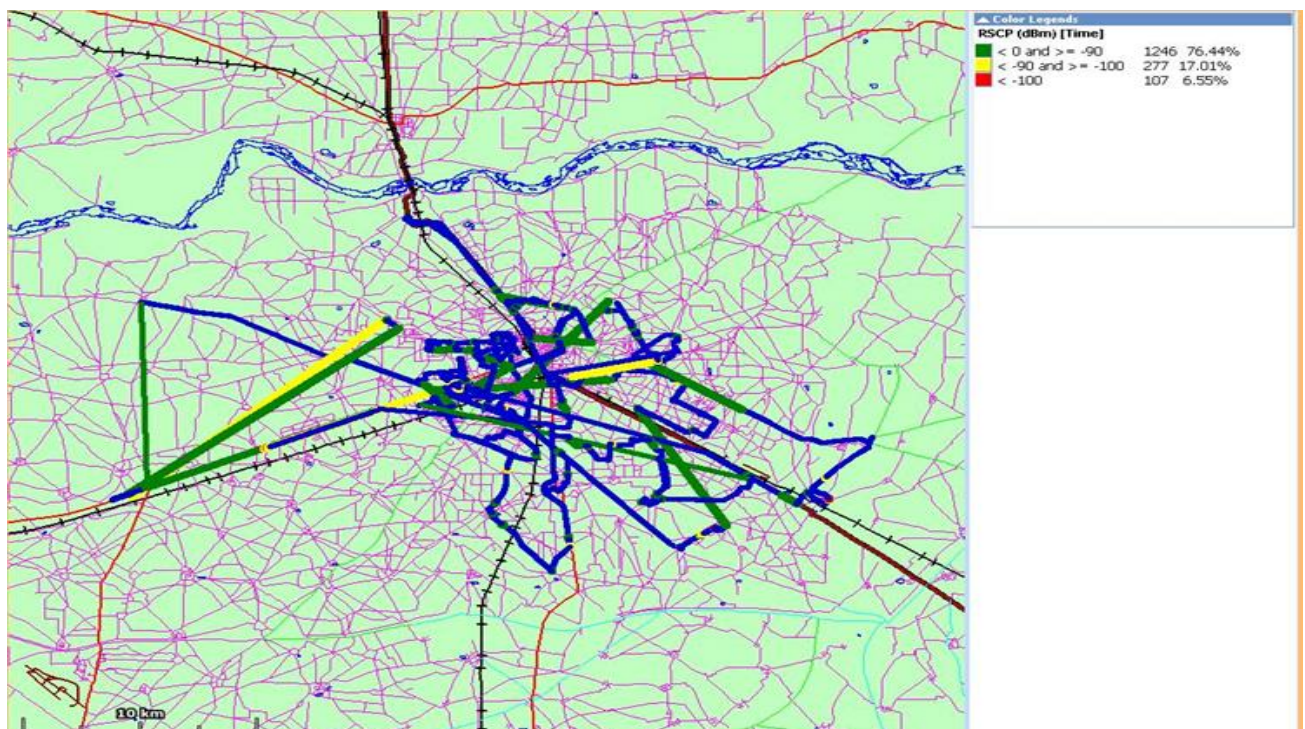 Color Legends
RSCP (dBm) [Time]
< 0 and >= -90 1246 76.44%
< -90 and >= -100 277 17.01%
< -100 107 6.55%
10 km